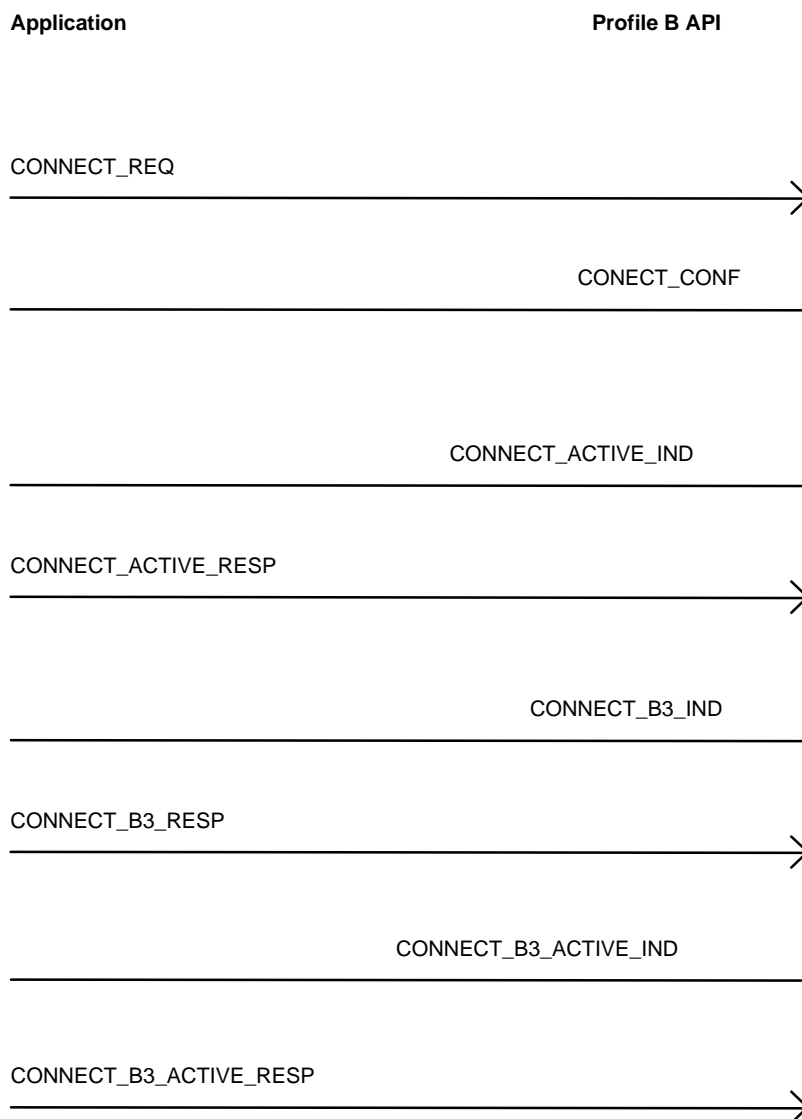 Application Profile B API
CONNECT_REQ
CONECT_CONF
CONNECT_ACTIVE_IND
CONNECT_ACTIVE_RESP
CONNECT_B3_IND
CONNECT_B3_RESP
CONNECT_B3_ACTIVE_IND
CONNECT_B3_ACTIVE_RESP